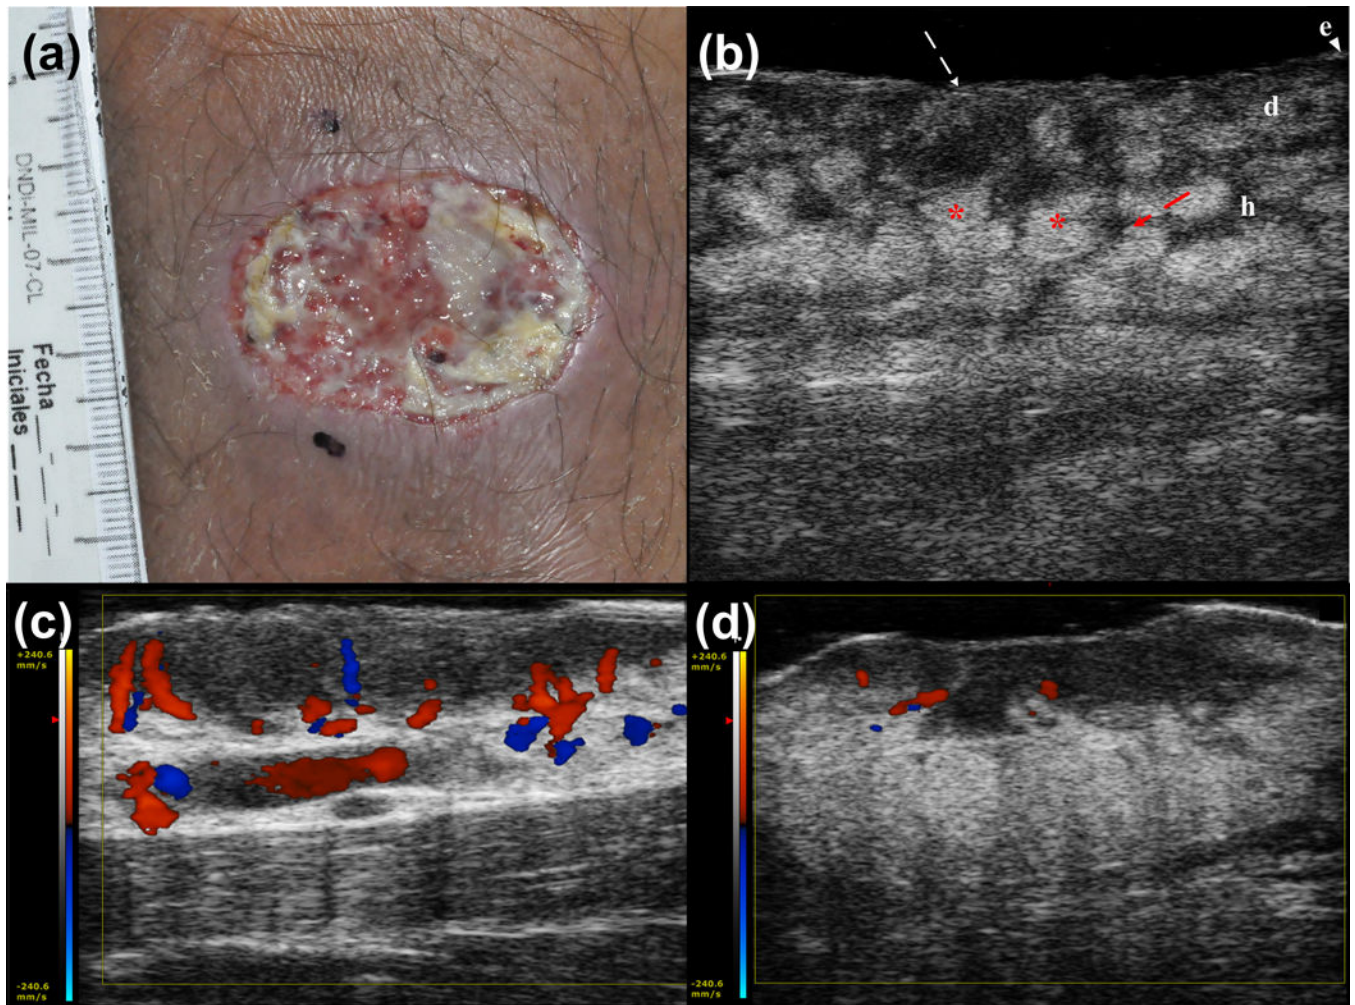 (a)
DNDi-MIL-07-CL
Fecha
Iniciales
(b)
e
d
h
*
*
(c)
+240.6
mm/s
-240.6
mm/s
(d)
+240.6
mm/s
-240.6
mm/s